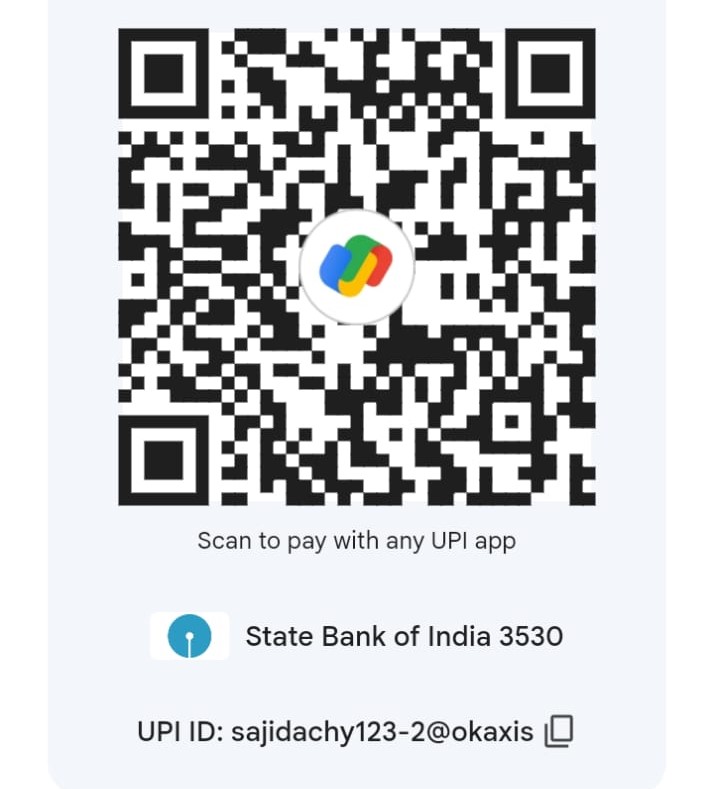 Scan to pay with any UPI app
State Bank of India 3530
UPI ID: sajidachy123-2@okaxis